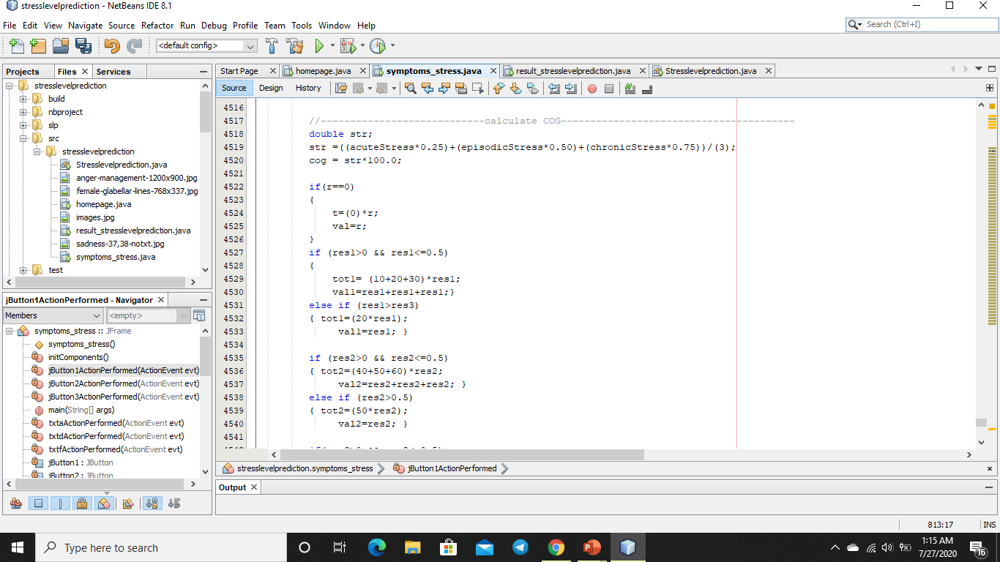 stresslevelprediction - NetBeans IDE 8.1
File Edit View Navigate Source Refactor Run Debug Profile Team Tools Window Help
Search (Ctrl+I)
<default config>
Projects Files Services
stresslevelprediction
build
nbproject
slp
src
stresslevelprediction
Stresslevelprediction.java
anger-management-1200x900.jpg
female-glabellar-lines-768x337.jpg
homepage.java
images.jpg
result_stresslevelprediction.java
sadness-37,38-notxt.jpg
symptoms_stress.java
test
jButton1ActionPerformed - Navigator
Members <empty>
symptoms_stress :: JFrame
symptoms_stress()
initComponents()
jButton1ActionPerformed(ActionEvent evt)
jButton2ActionPerformed(ActionEvent evt)
jButton3ActionPerformed(ActionEvent evt)
main(String[] args)
txtaActionPerformed(ActionEvent evt)
txtdActionPerformed(ActionEvent evt)
txtfActionPerformed(ActionEvent evt)
jButton1 : JButton
jButton2 : JButton
Start Page homepage.java symptoms_stress.java result_stresslevelprediction.java Stresslevelprediction.java
Source Design History
4516
4517 //----------------------------calculate COG----------------------------------------
4518 double str;
4519 str =((acuteStress*0.25)+(episodicStress*0.50)+(chronicStress*0.75))/(3);
4520 cog = str*100.0;
4521
4522 if(r==0)
4523 {
4524 t=(0)*r;
4525 val=r;
4526 }
4527 if (res1>0 && res1<=0.5)
4528 {
4529 tot1= (10+20+30)*res1;
4530 val1=res1+res1+res1;}
4531 else if (res1>res3)
4532 { tot1=(20*res1);
4533 val1=res1; }
4534
4535 if (res2>0 && res2<=0.5)
4536 { tot2=(40+50+60)*res2;
4537 val2=res2+res2+res2; }
4538 else if (res2>0.5)
4539 { tot2=(50*res2);
4540 val2=res2; }
4541
stresslevelprediction.symptoms_stress jButton1ActionPerformed
Output
813:17 INS
Type here to search
1:15 AM
7/27/2020
16